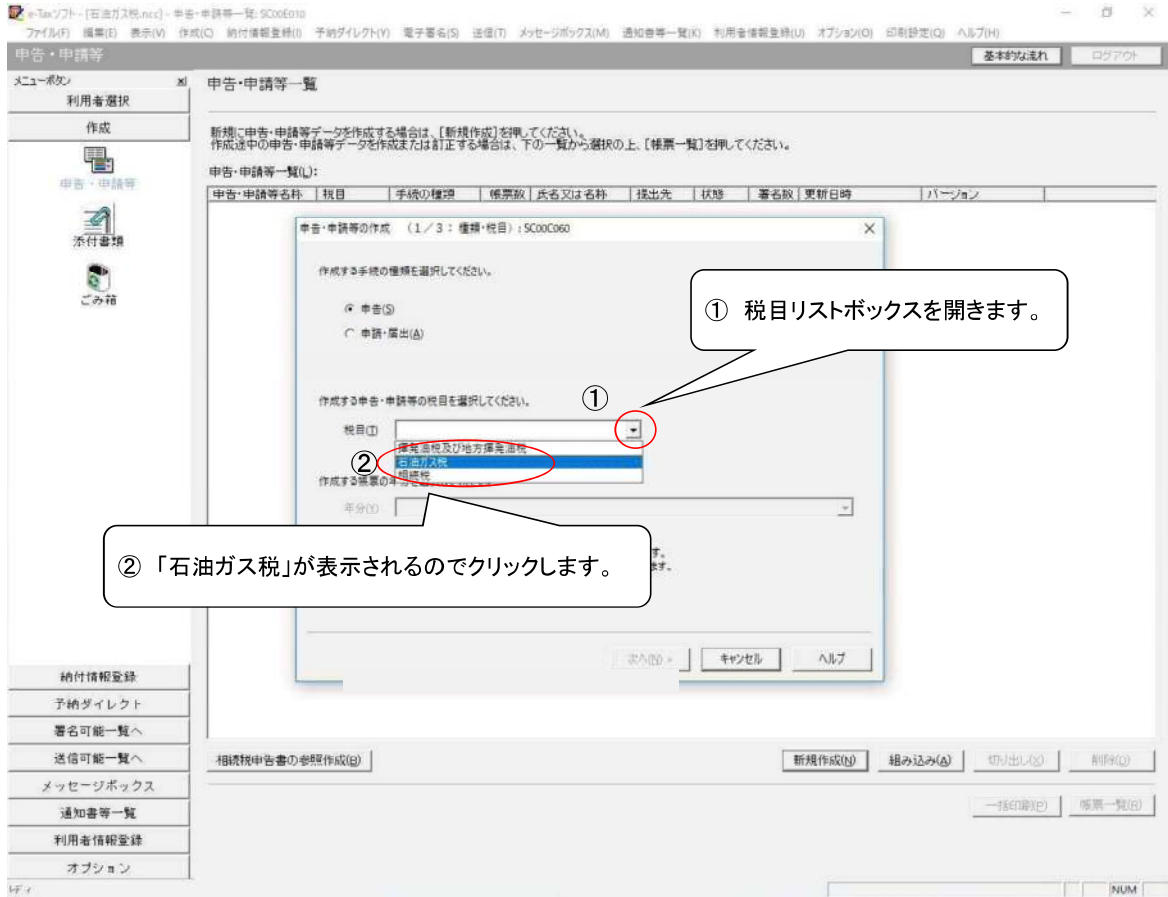 e-Taxソフト - [石油ガス税.ncc] - 申告・申請等一覧: SC00E010
ファイル(F) 編集(E) 表示(V) 作成(C) 納付情報登録(I) 予納ダイレクト(Y) 電子署名(S) 送信(T) メッセージボックス(M) 通知書等一覧(K) 利用者情報登録(U) オプション(O) 印刷設定(Q) ヘルプ(H)
申告・申請等 基本的な流れ ログアウト
メニューボタン
利用者選択
作成
申告・申請等
添付書類
ごみ箱
納付情報登録
予納ダイレクト
署名可能一覧へ
送信可能一覧へ
メッセージボックス
通知書等一覧
利用者情報登録
オプション
申告・申請等一覧
新規に申告・申請等データを作成する場合は、[新規作成]を押してください。
作成途中の申告・申請等データを作成または訂正する場合は、下の一覧から選択の上、[帳票一覧]を押してください。
申告・申請等一覧(L):
申告・申請等名称 税目 手続の種類 帳票数 氏名又は名称 提出先 状態 署名数 更新日時 バージョン
申告・申請等の作成 (1/3:種類・税目):SC00C060
作成する手続の種類を選択してください。
申告(S)
申請・届出(A)
① 税目リストボックスを開きます。
作成する申告・申請等の税目を選択してください。
①
税目(T)
揮発油税及び地方揮発油税
② 石油ガス税
相続税
作成する帳票の年分を
年分(Y)
② 「石油ガス税」が表示されるのでクリックします。
す。
ます。
次へ(N) > キャンセル ヘルプ
相続税申告書の参照作成(B) 新規作成(N) 組み込み(A) 切り出し(X) 削除(D)
一括印刷(P) 帳票一覧(R)
レディ NUM